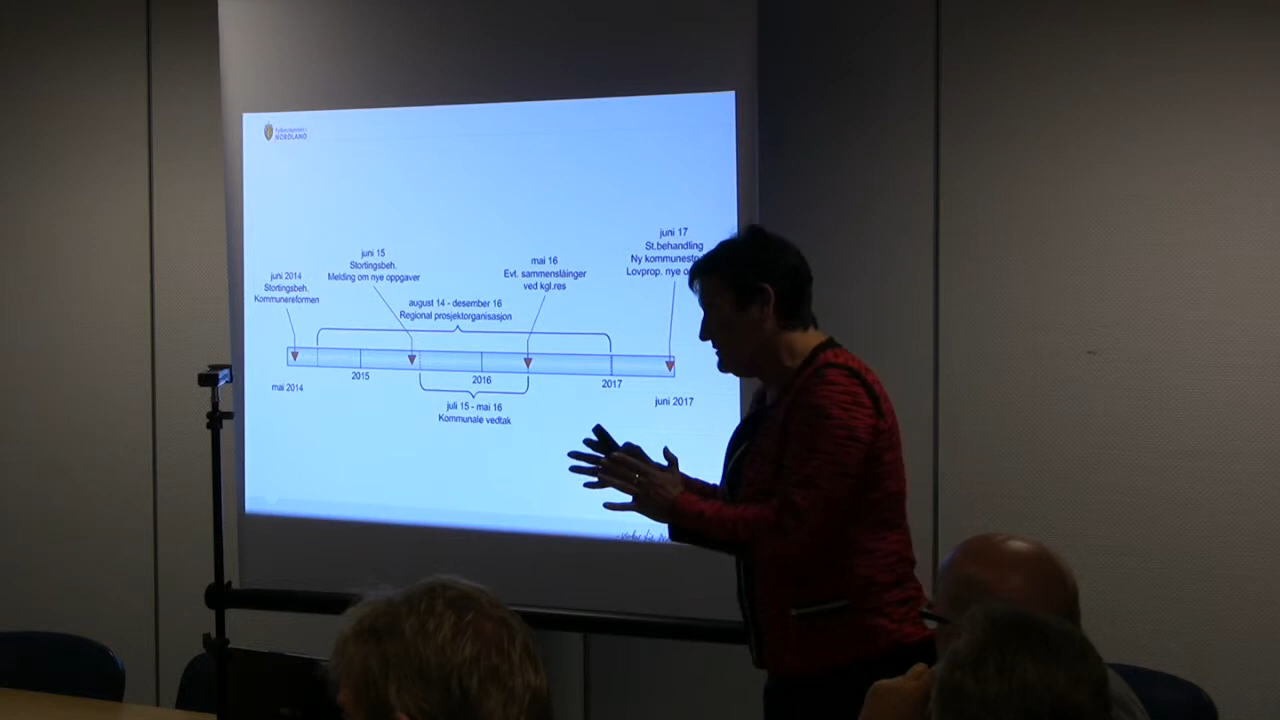 Fylkesmannen i
NORDLAND
juni 2014
Stortingsbeh.
Kommunereformen
juni 15
Stortingsbeh.
Melding om nye oppgaver
august 14 - desember 16
Regional prosjektorganisasjon
mai 16
Evt. sammenslåinger
ved kgl.res
juni 17
St.behandling
Ny
Lovprop. nye
2015
2016
2017
mai 2014
juni 2017
juli 15 - mai 16
Kommunale vedtak